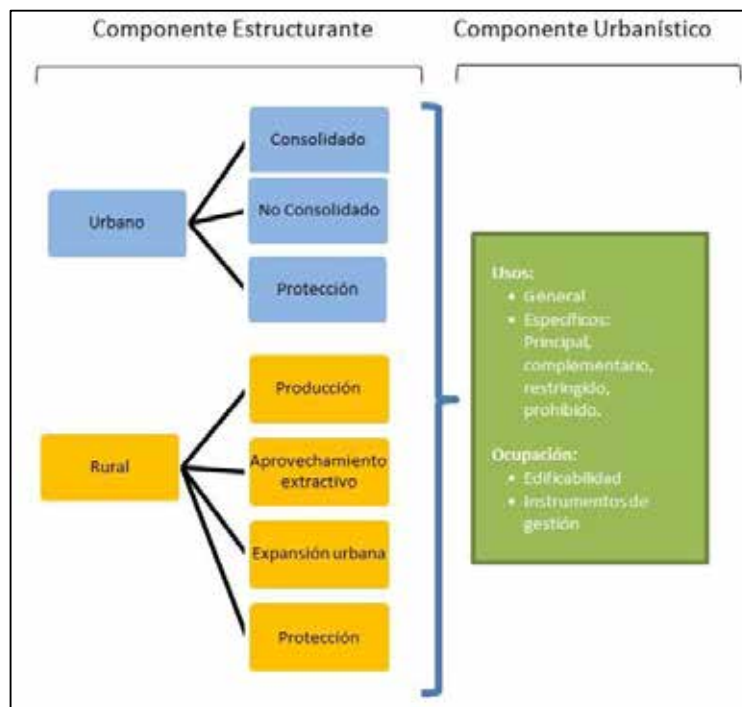 Componente Estructurante
Componente Urbanístico
Urbano
Consolidado
No Consolidado
Protección
Rural
Producción
Aprovechamiento
extractivo
Expansión urbana
Protección
Usos:
• General
• Específicos:
Principal,
complementario,
restringido,
prohibido.
Ocupación:
• Edificabilidad
• Instrumentos de
gestión